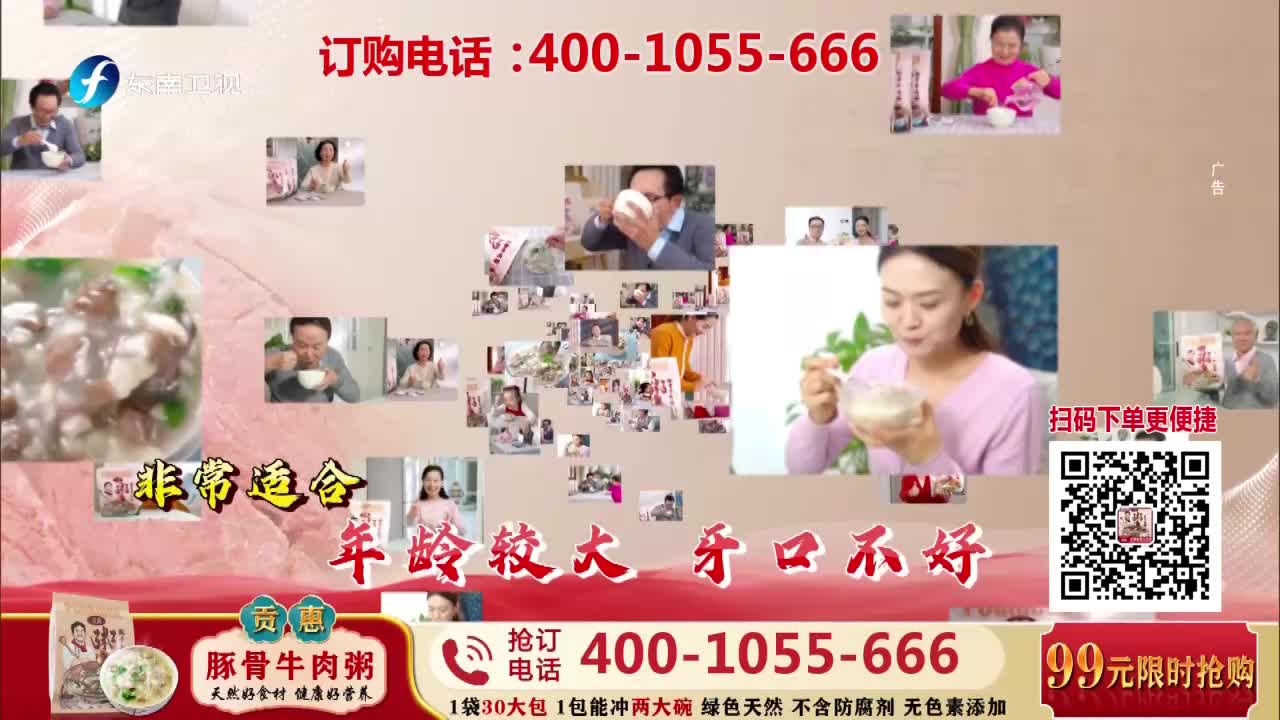 订购电话：400-1055-666
东南卫视
广告
扫码下单更便捷
非常适合
年龄较大 牙口不好
贡惠
豚骨牛肉粥
天然好食材 健康好营养
抢订电话 400-1055-666
1袋30大包 1包能冲两大碗 绿色天然 不含防腐剂 无色素添加
99元限时抢购